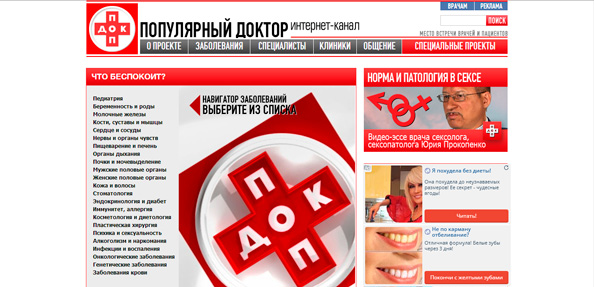 ВРАЧАМ РЕКЛАМА
ПОИСК
ПОП
ДОК
ПОПУЛЯРНЫЙ ДОКТОР интернет-канал
МЕСТО ВСТРЕЧИ ВРАЧЕЙ И ПАЦИЕНТОВ
О ПРОЕКТЕ ЗАБОЛЕВАНИЯ СПЕЦИАЛИСТЫ КЛИНИКИ ОБЩЕНИЕ СПЕЦИАЛЬНЫЕ ПРОЕКТЫ
ЧТО БЕСПОКОИТ?
Педиатрия
Беременность и роды
Молочные железы
Кости, суставы и мышцы
Сердце и сосуды
Нервы и органы чувств
Пищеварение и печень
Органы дыхания
Почки и мочевыделение
Мужские половые органы
Женские половые органы
Кожа и волосы
Стоматология
Эндокринология и диабет
Иммунитет, аллергия
Косметология и диетология
Пластическая хирургия
Психика и сексуальность
Алкоголизм и наркомания
Инфекции и воспаления
Онкологические заболевания
Генетические заболевания
Заболевания крови
НАВИГАТОР ЗАБОЛЕВАНИЙ
ВЫБЕРИТЕ ИЗ СПИСКА
ПОП
ДОК
НОРМА И ПАТОЛОГИЯ В СЕКСЕ
Видео-эссе врача сексолога,
сексопатолога Юрия Прокопенко
Я похудела без диеты!
Она похудела до неузнаваемых
размеров! Ее секрет - чудесные
ягоды!
Читать!
Не по карману
отбеливание?
Отличная формула! Белые зубы
через 3 дня!
Покончи с желтыми зубами